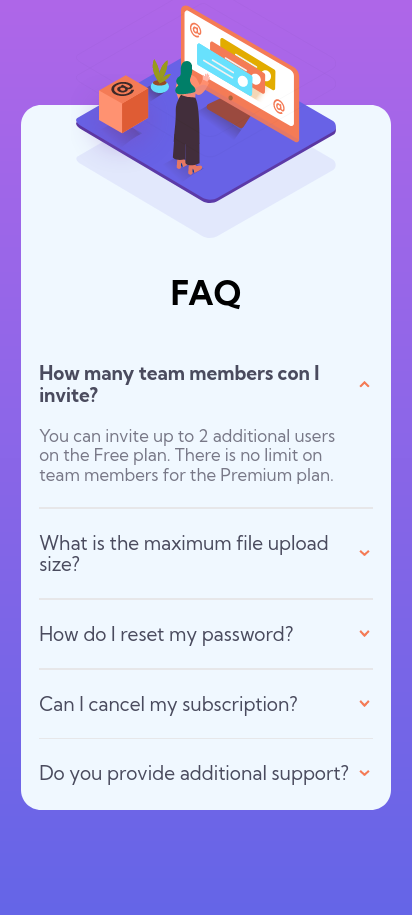 FAQ
How many team members con I
invite?
You can invite up to 2 additional users
on the Free plan. There is no limit on
team members for the Premium plan.
What is the maximum file upload
size?
How do I reset my password?
Can I cancel my subscription?
Do you provide additional support?